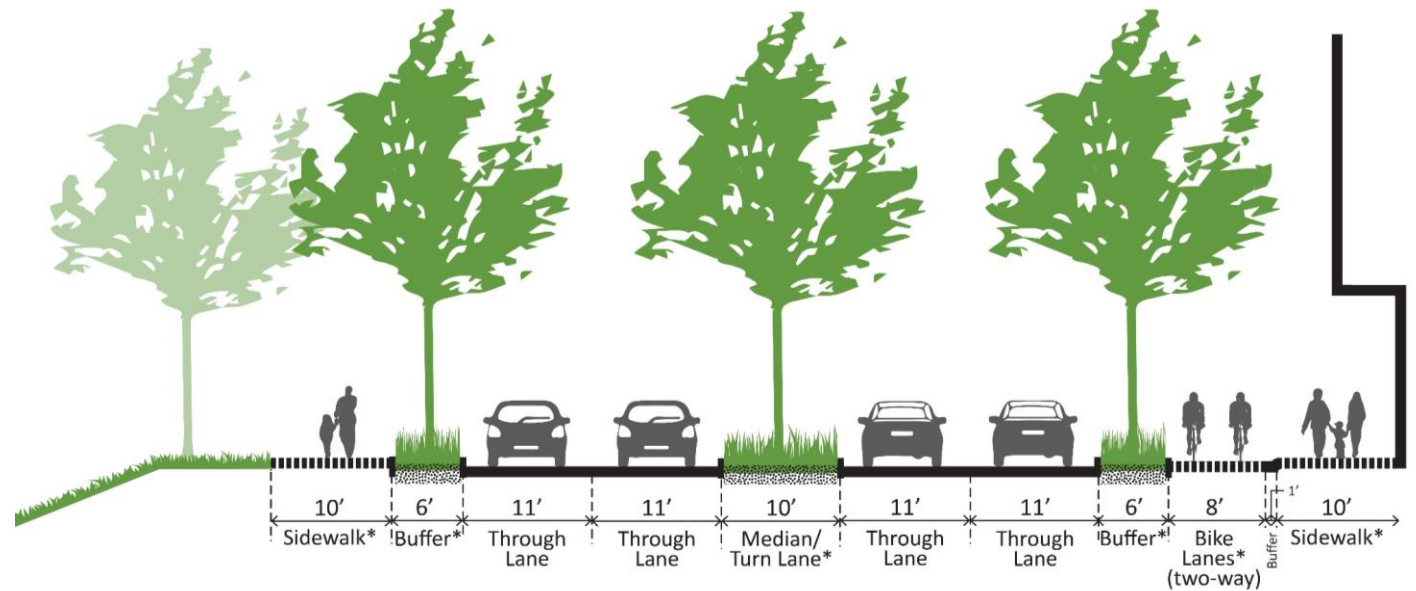 10’ 6’ 11’ 11’ 10’ 11’ 11’ 6’ 8’ 1’ 10’
Sidewalk* Buffer* Through Through Median/ Through Through Buffer* Bike Buffer Sidewalk*
Lane Lane Turn Lane* Lane Lane Lanes*
(two-way)